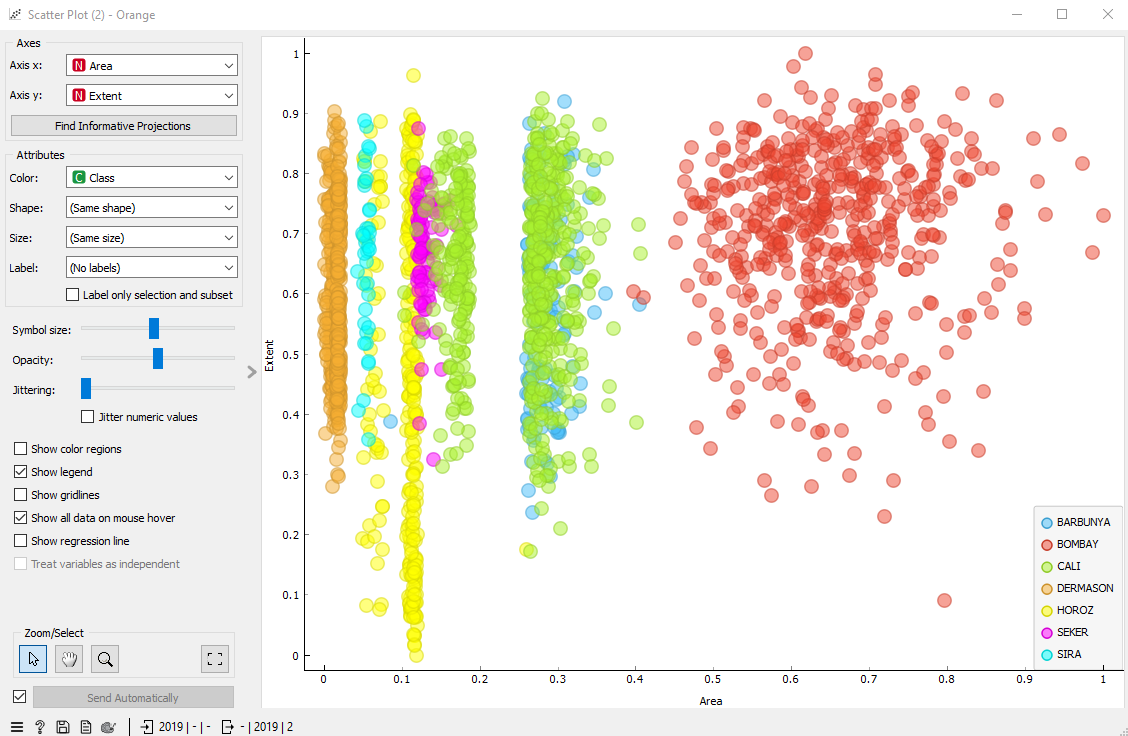 Scatter Plot (2) - Orange
Axes
Axis x: N Area
Axis y: N Extent
Find Informative Projections
Attributes
Color: C Class
Shape: (Same shape)
Size: (Same size)
Label: (No labels)
Label only selection and subset
Symbol size:
Opacity:
Jittering:
Jitter numeric values
Show color regions
Show legend
Show gridlines
Show all data on mouse hover
Show regression line
Treat variables as independent
Zoom/Select
Send Automatically
2019 | - | - - | 2019 | 2
Extent
1
0.9
0.8
0.7
0.6
0.5
0.4
0.3
0.2
0.1
0
0 0.1 0.2 0.3 0.4 0.5 0.6 0.7 0.8 0.9 1
Area
BARBUNYA
BOMBAY
CALI
DERMASON
HOROZ
SEKER
SIRA